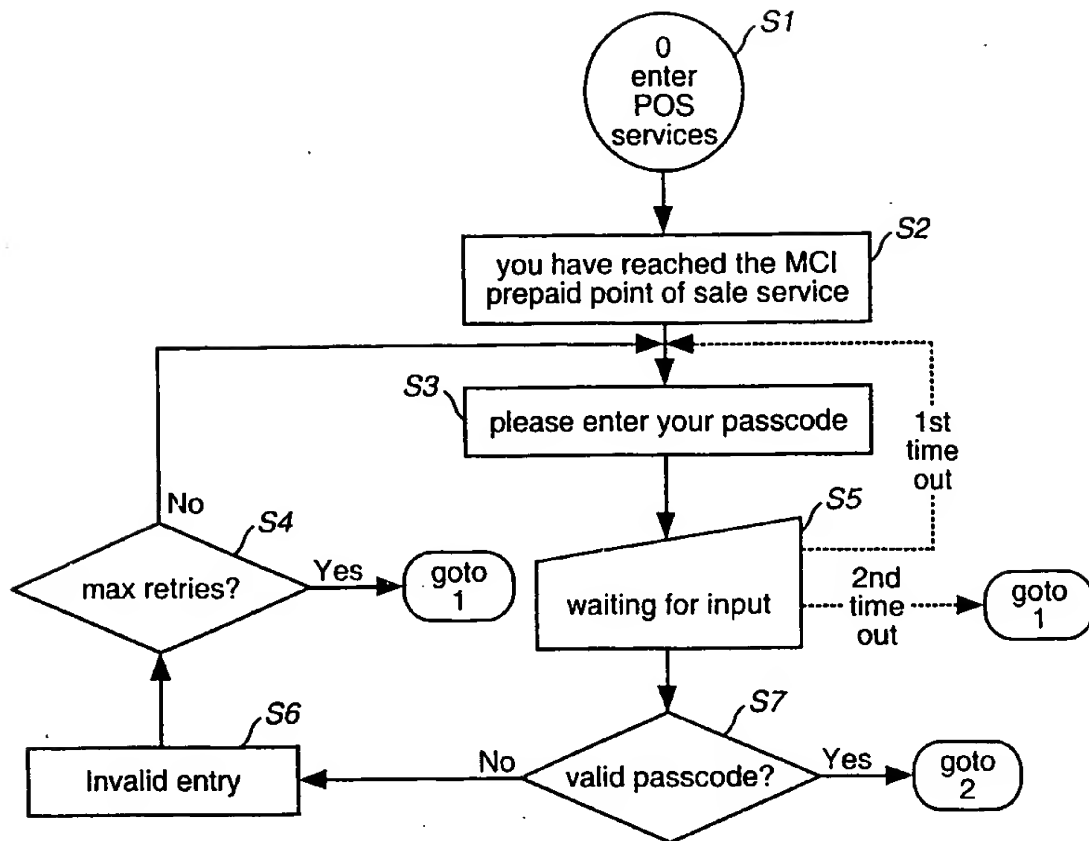 S1
0
enter
POS
services
S2
you have reached the MCI
prepaid point of sale service
S3
please enter your passcode
1st
time
out
No
S4
max retries?
Yes
goto
1
S5
waiting for input
2nd
time
out
goto
1
S6
Invalid entry
No
S7
valid passcode?
Yes
goto
2